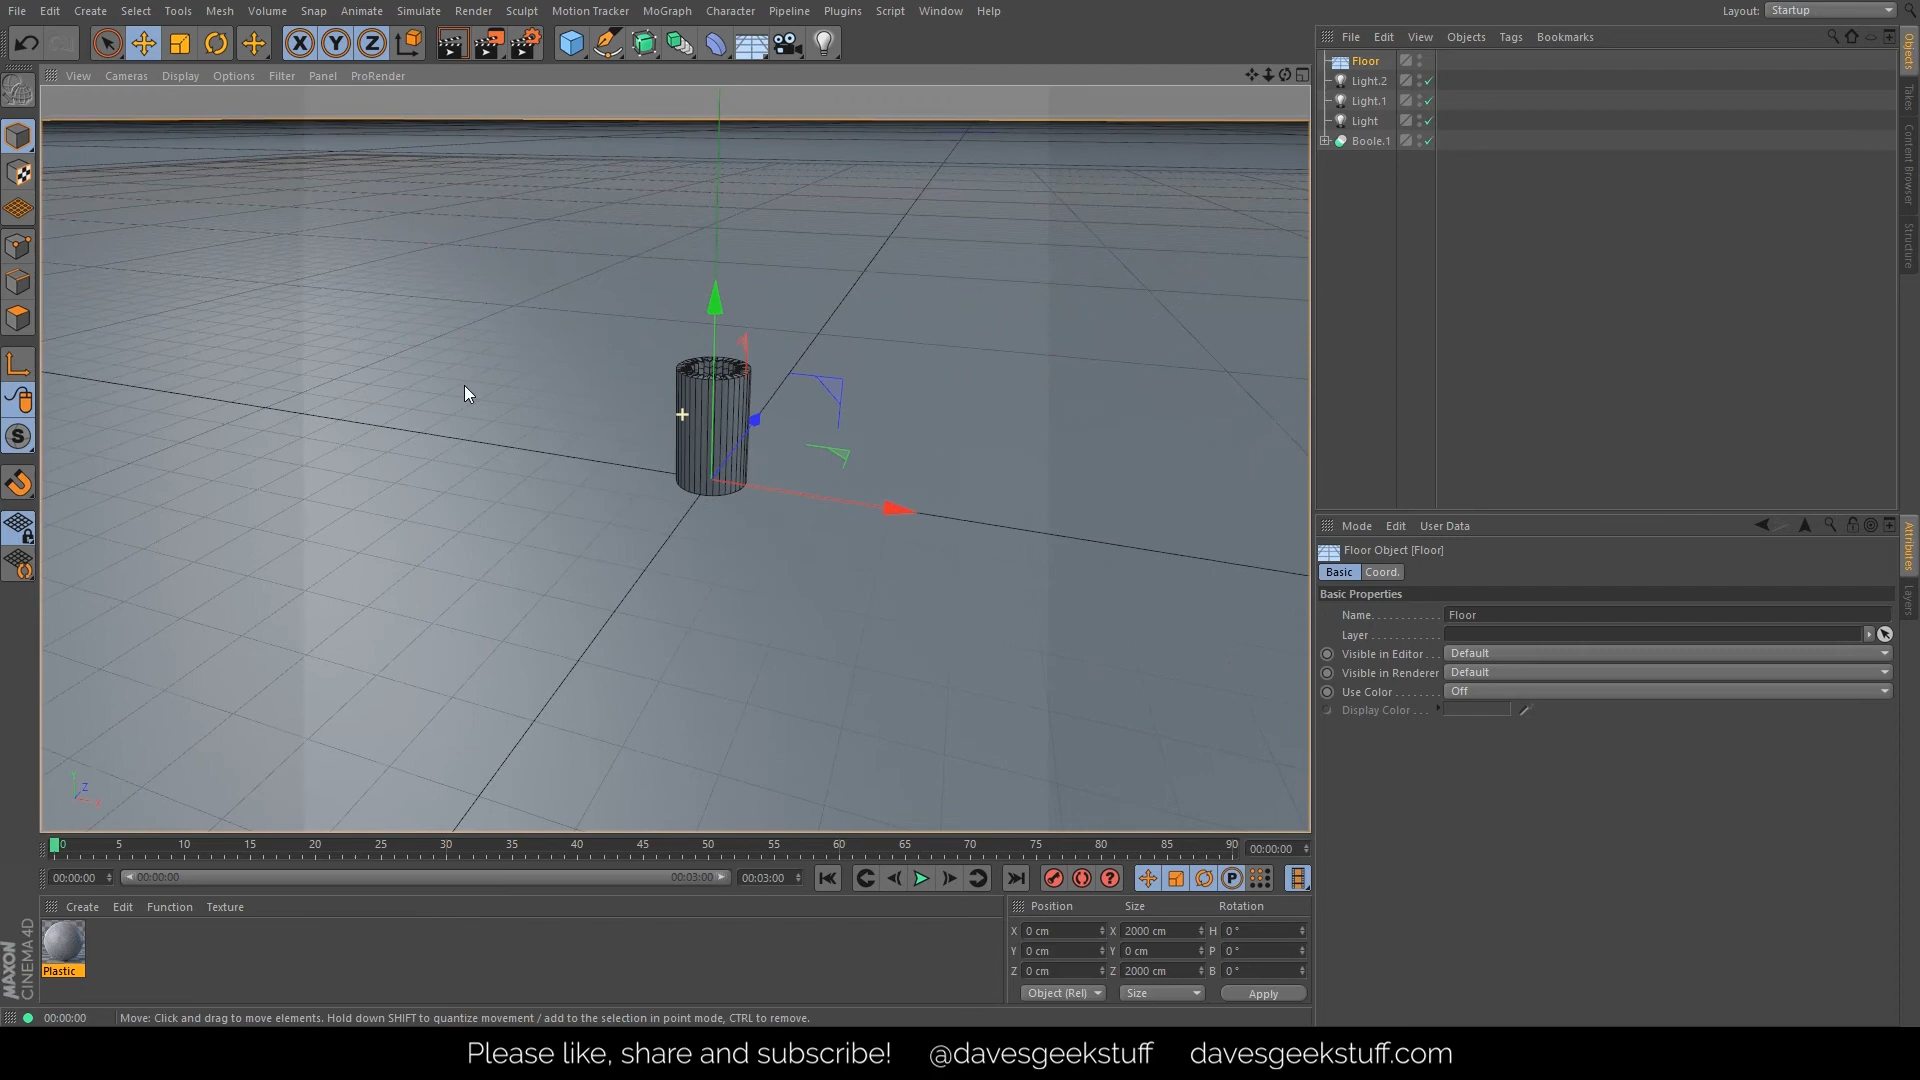 File Edit Create Select Tools Mesh Volume Snap Animate Simulate Render Sculpt Motion Tracker MoGraph Character Pipeline Plugins Script Window Help Layout: Startup
X Y Z
File Edit View Objects Tags Bookmarks
View Cameras Display Options Filter Panel ProRender
Floor
Light.2
Light.1
Light
Boole.1
Objects
Takes
Content Browser
Structure
Mode Edit User Data
Floor Object [Floor]
Basic Coord.
Basic Properties
Name Floor
Layer
Visible in Editor Default
Visible in Renderer Default
Use Color Off
Display Color
Attributes
Layers
Z
0 5 10 15 20 25 30 35 40 45 50 55 60 65 70 75 80 85 90 00:00:00
00:00:00 00:00:00 00:03:00 00:03:00
Create Edit Function Texture
Plastic
MAXON
CINEMA 4D
Position Size Rotation
X 0 cm X 2000 cm H 0 °
Y 0 cm Y 0 cm P 0 °
Z 0 cm Z 2000 cm B 0 °
Object (Rel) Size Apply
00:00:00 Move: Click and drag to move elements. Hold down SHIFT to quantize movement / add to the selection in point mode, CTRL to remove.
Please like, share and subscribe! @davesgeekstuff davesgeekstuff.com